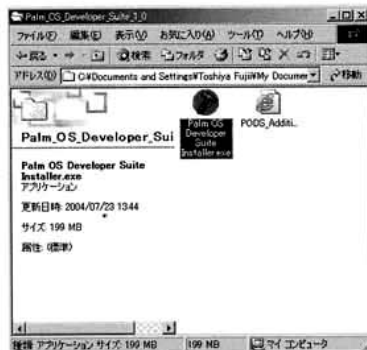 Palm_OS_Developer_Suite_1_0
ファイル(F) 編集(E) 表示(V) お気に入り(A) ツール(T) ヘルプ(H)
戻る 検索 フォルダ
アドレス(D) C:¥Documents and Settings¥Toshiya Fujii¥My Documen 移動
Palm_OS_Developer_Sui
Palm OS Developer Suite Installer.exe
PODS_Additi...
Palm OS Developer Suite
Installer.exe
アプリケーション
更新日時: 2004/07/23 13:44
サイズ: 199 MB
属性: (標準)
種類: アプリケーション サイズ: 199 MB 199 MB マイ コンピュータ